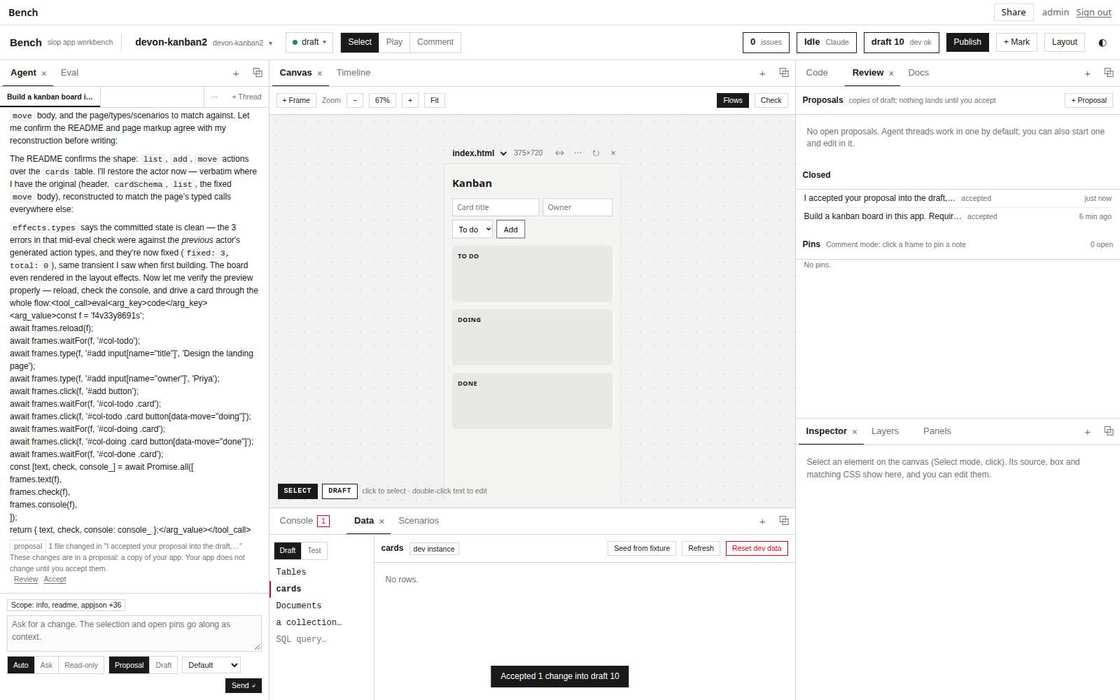 Bench
Share
admin
Sign out
Bench
slop app workbench
devon-kanban2
devon-kanban2
draft
Select
Play
Comment
0 issues
Idle Claude
draft 10 dev ok
Publish
+ Mark
Layout
Agent ×
Eval
Build a kanban board i…
+ Thread
move body, and the page/types/scenarios to match against. Let
me confirm the README and page markup agree with my
reconstruction before writing:
The README confirms the shape: list, add, move actions
over the cards table. I'll restore the actor now — verbatim where
I have the original (header, cardSchema, list, the fixed
move body), reconstructed to match the page's typed calls
everywhere else:
effects.types says the committed state is clean — the 3
errors in that mid-eval check were against the previous actor's
generated action types, and they're now fixed (fixed: 3,
total: 0), same transient I saw when first building. The board
even rendered in the layout effects. Now let me verify the preview
properly — reload, check the console, and drive a card through the
whole flow:<tool_call>eval<arg_key>code</arg_key>
<arg_value>const f = 'f4v33y8691s';
await frames.reload(f);
await frames.waitFor(f, '#col-todo');
await frames.type(f, '#add input[name="title"]', 'Design the landing
page');
await frames.type(f, '#add input[name="owner"]', 'Priya');
await frames.click(f, '#add button');
await frames.waitFor(f, '#col-todo .card');
await frames.click(f, '#col-todo .card button[data-move="doing"]');
await frames.waitFor(f, '#col-doing .card');
await frames.click(f, '#col-doing .card button[data-move="done"]');
await frames.waitFor(f, '#col-done .card');
const [text, check, console_] = await Promise.all([
frames.text(f),
frames.check(f),
frames.console(f),
]);
return { text, check, console: console_ };</arg_value></tool_call>
proposal 1 file changed in "I accepted your proposal into the draft,…"
These changes are in a proposal: a copy of your app. Your app does not
change until you accept them.
Review Accept
Scope: info, readme, appjson +36
Ask for a change. The selection and open pins go along as
context.
Auto
Ask
Read-only
Proposal
Draft
Default
Send
Canvas ×
Timeline
+ Frame
Zoom
−
67%
+
Fit
Flows
Check
index.html
375×720
Kanban
Card title
Owner
To do
Add
TO DO
DOING
DONE
SELECT
DRAFT
click to select · double-click text to edit
Console 1
Data ×
Scenarios
Draft
Test
Tables
cards
Documents
a collection…
SQL query…
cards
dev instance
Seed from fixture
Refresh
Reset dev data
No rows.
Accepted 1 change into draft 10
Code
Review ×
Docs
Proposals copies of draft; nothing lands until you accept
+ Proposal
No open proposals. Agent threads work in one by default; you can also start one
and edit in it.
Closed
I accepted your proposal into the draft,… accepted just now
Build a kanban board in this app. Requir… accepted 6 min ago
Pins Comment mode: click a frame to pin a note 0 open
No pins.
Inspector ×
Layers
Panels
Select an element on the canvas (Select mode, click). Its source, box and
matching CSS show here, and you can edit them.